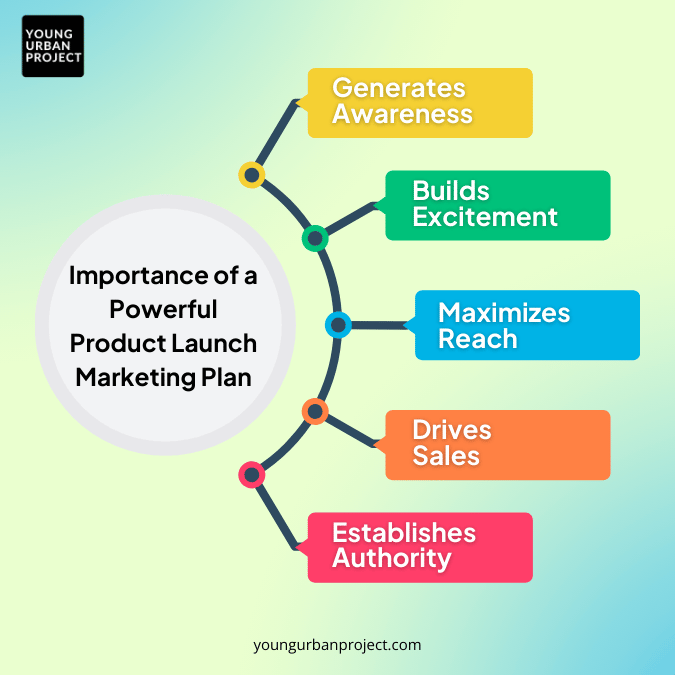 YOUNG
URBAN
PROJECT
Generates
Awareness
Builds
Excitement
Importance of a
Powerful
Product Launch
Marketing Plan
Maximizes
Reach
Drives
Sales
Establishes
Authority
youngurbanproject.com